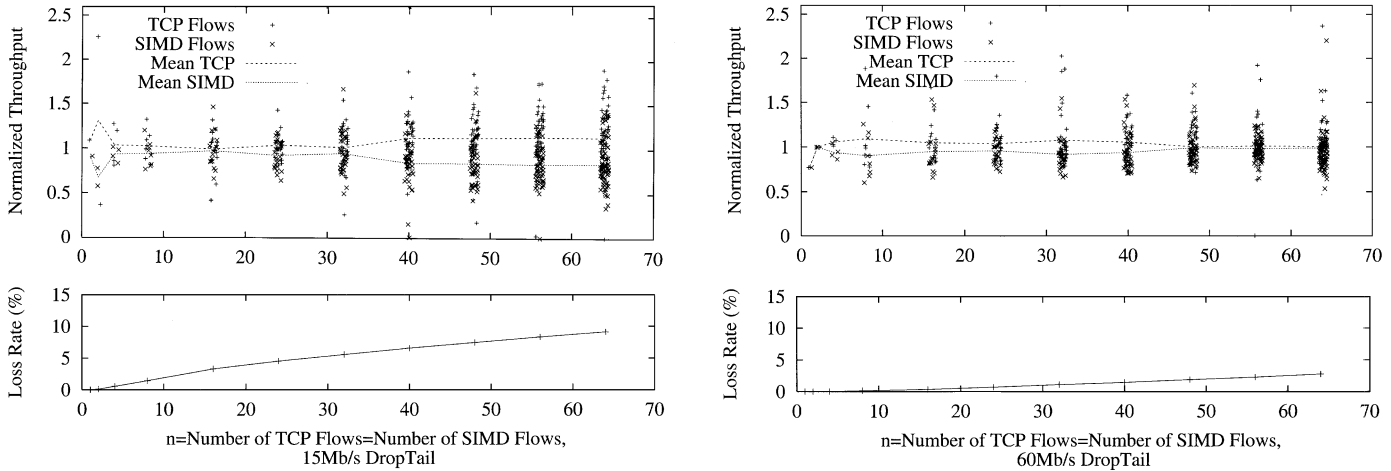 2.5
2
1.5
1
0.5
0
Normalized Throughput
TCP Flows
SIMD Flows
Mean TCP
Mean SIMD
0 10 20 30 40 50 60 70
15
10
5
0
Loss Rate (%)
0 10 20 30 40 50 60 70
n=Number of TCP Flows=Number of SIMD Flows,
15Mb/s DropTail
2.5
2
1.5
1
0.5
0
Normalized Throughput
TCP Flows
SIMD Flows
Mean TCP
Mean SIMD
0 10 20 30 40 50 60 70
15
10
5
0
Loss Rate (%)
0 10 20 30 40 50 60 70
n=Number of TCP Flows=Number of SIMD Flows,
60Mb/s DropTail